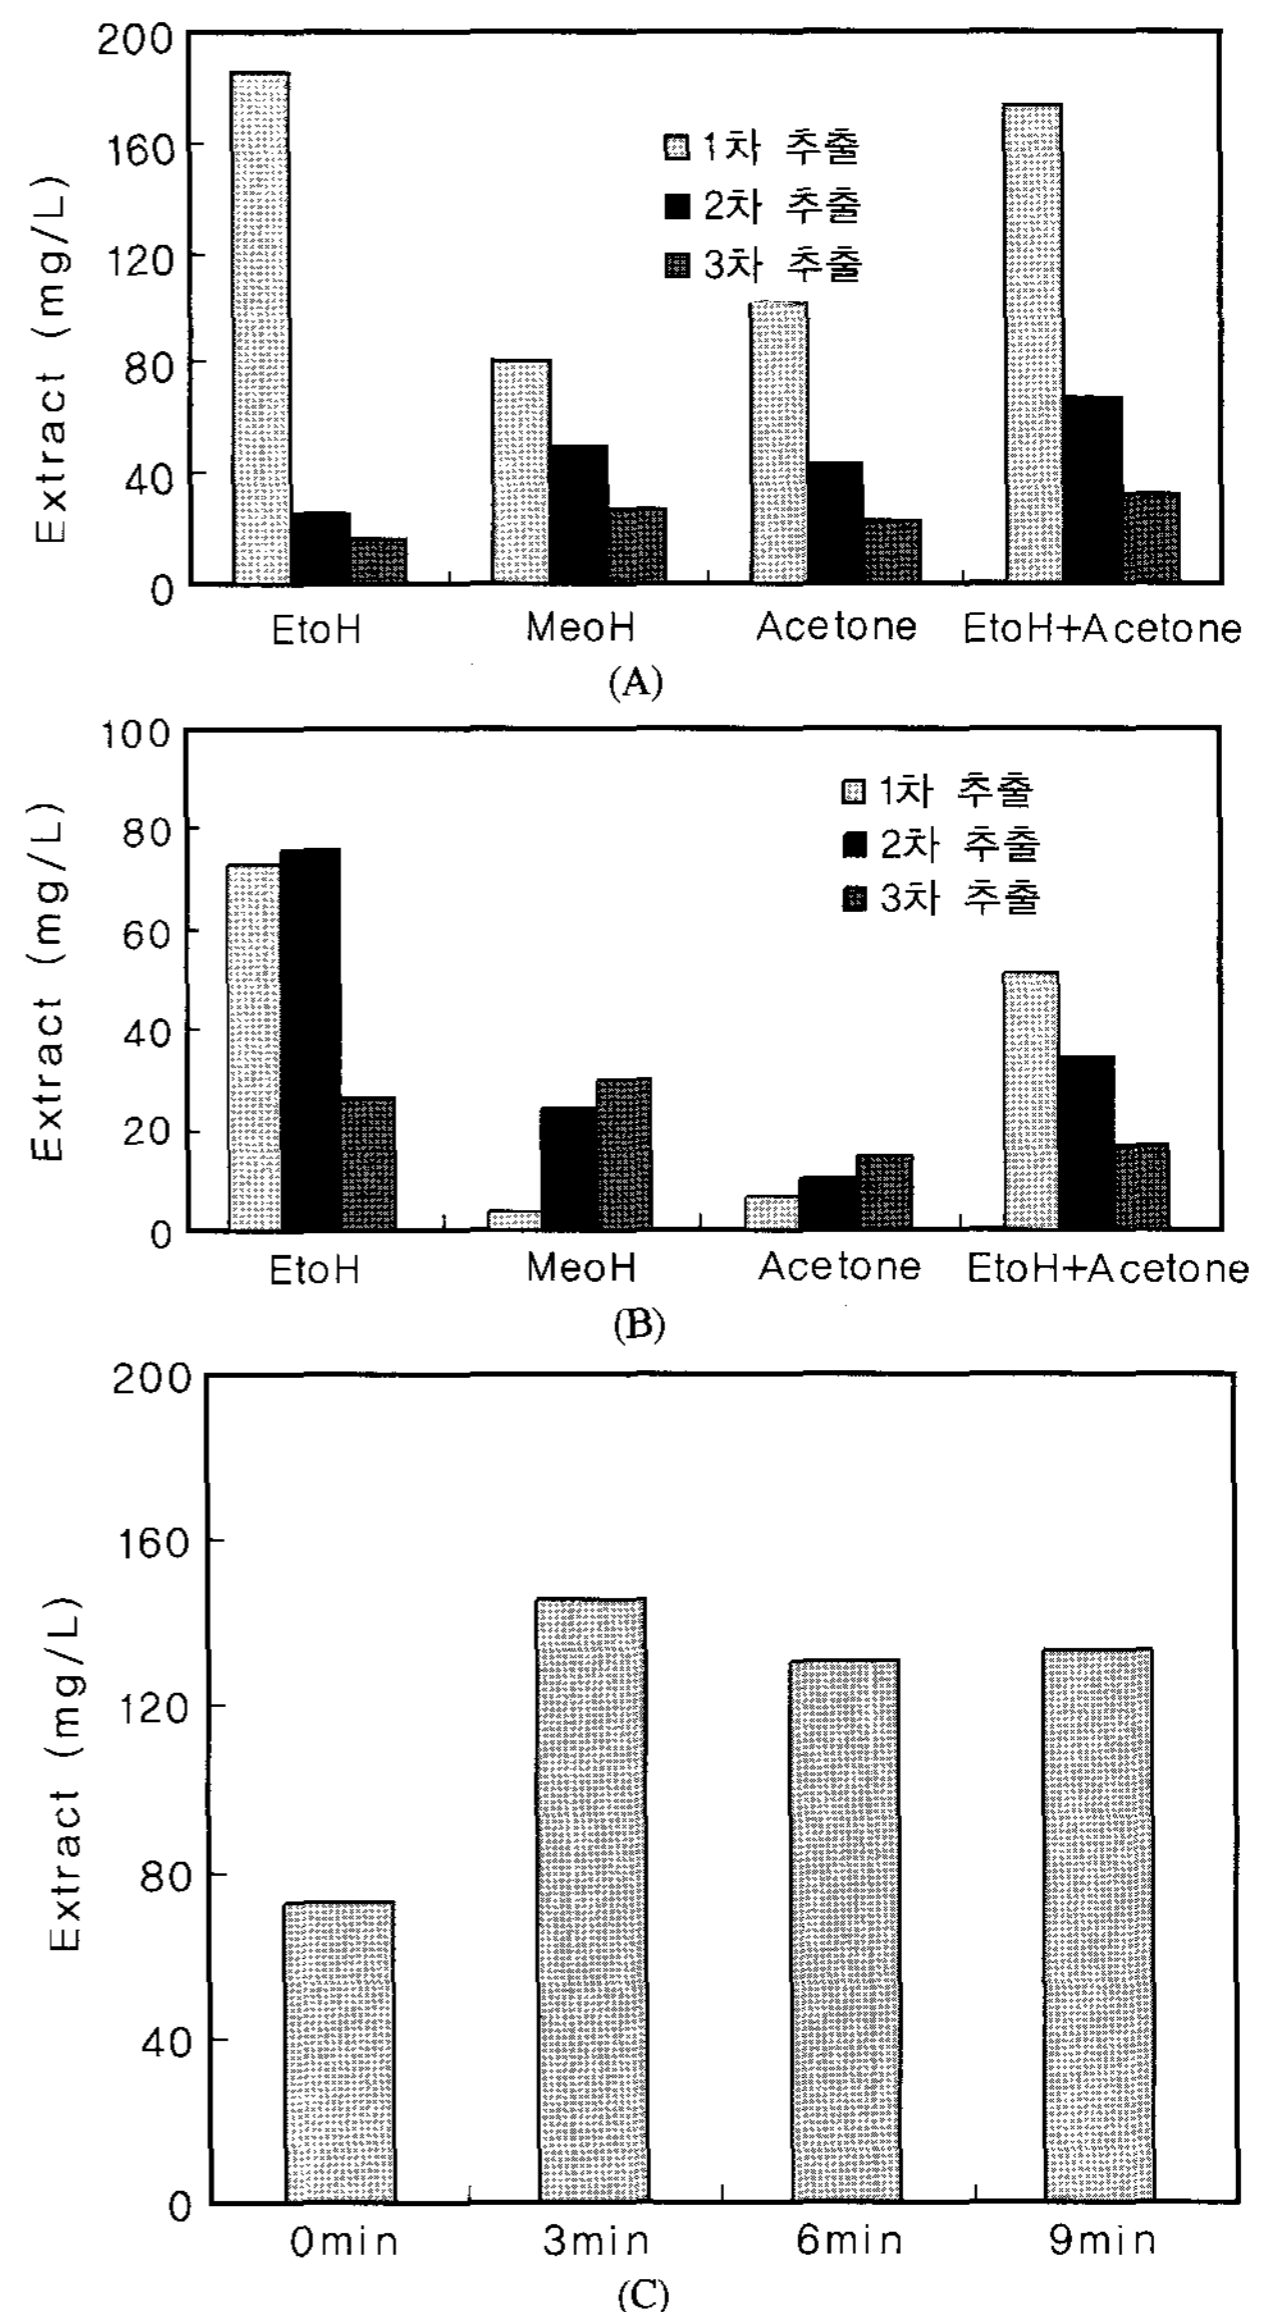 200
160
120
80
40
0
Extract (mg/L)
1차 추출
2차 추출
3차 추출
EtoH MeoH Acetone EtoH+Acetone
(A)
100
80
60
40
20
0
Extract (mg/L)
1차 추출
2차 추출
3차 추출
EtoH MeoH Acetone EtoH+Acetone
(B)
200
160
120
80
40
0
Extract (mg/L)
0min 3min 6min 9min
(C)